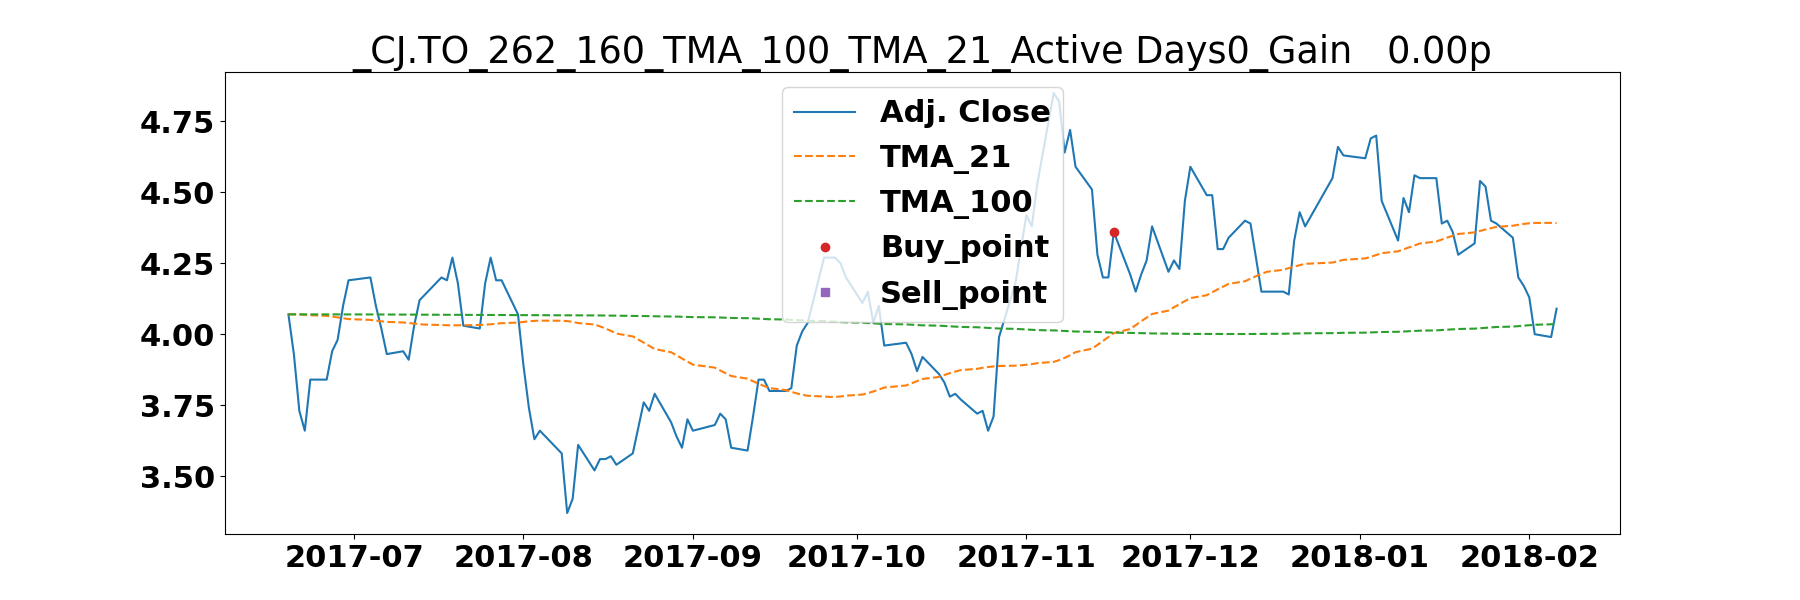 _CJ.TO_262_160_TMA_100_TMA_21_Active Days0_Gain   0.00p
4.75
4.50
4.25
4.00
3.75
3.50
Adj. Close
TMA_21
TMA_100
Buy_point
Sell_point
2017-07 2017-08 2017-09 2017-10 2017-11 2017-12 2018-01 2018-02